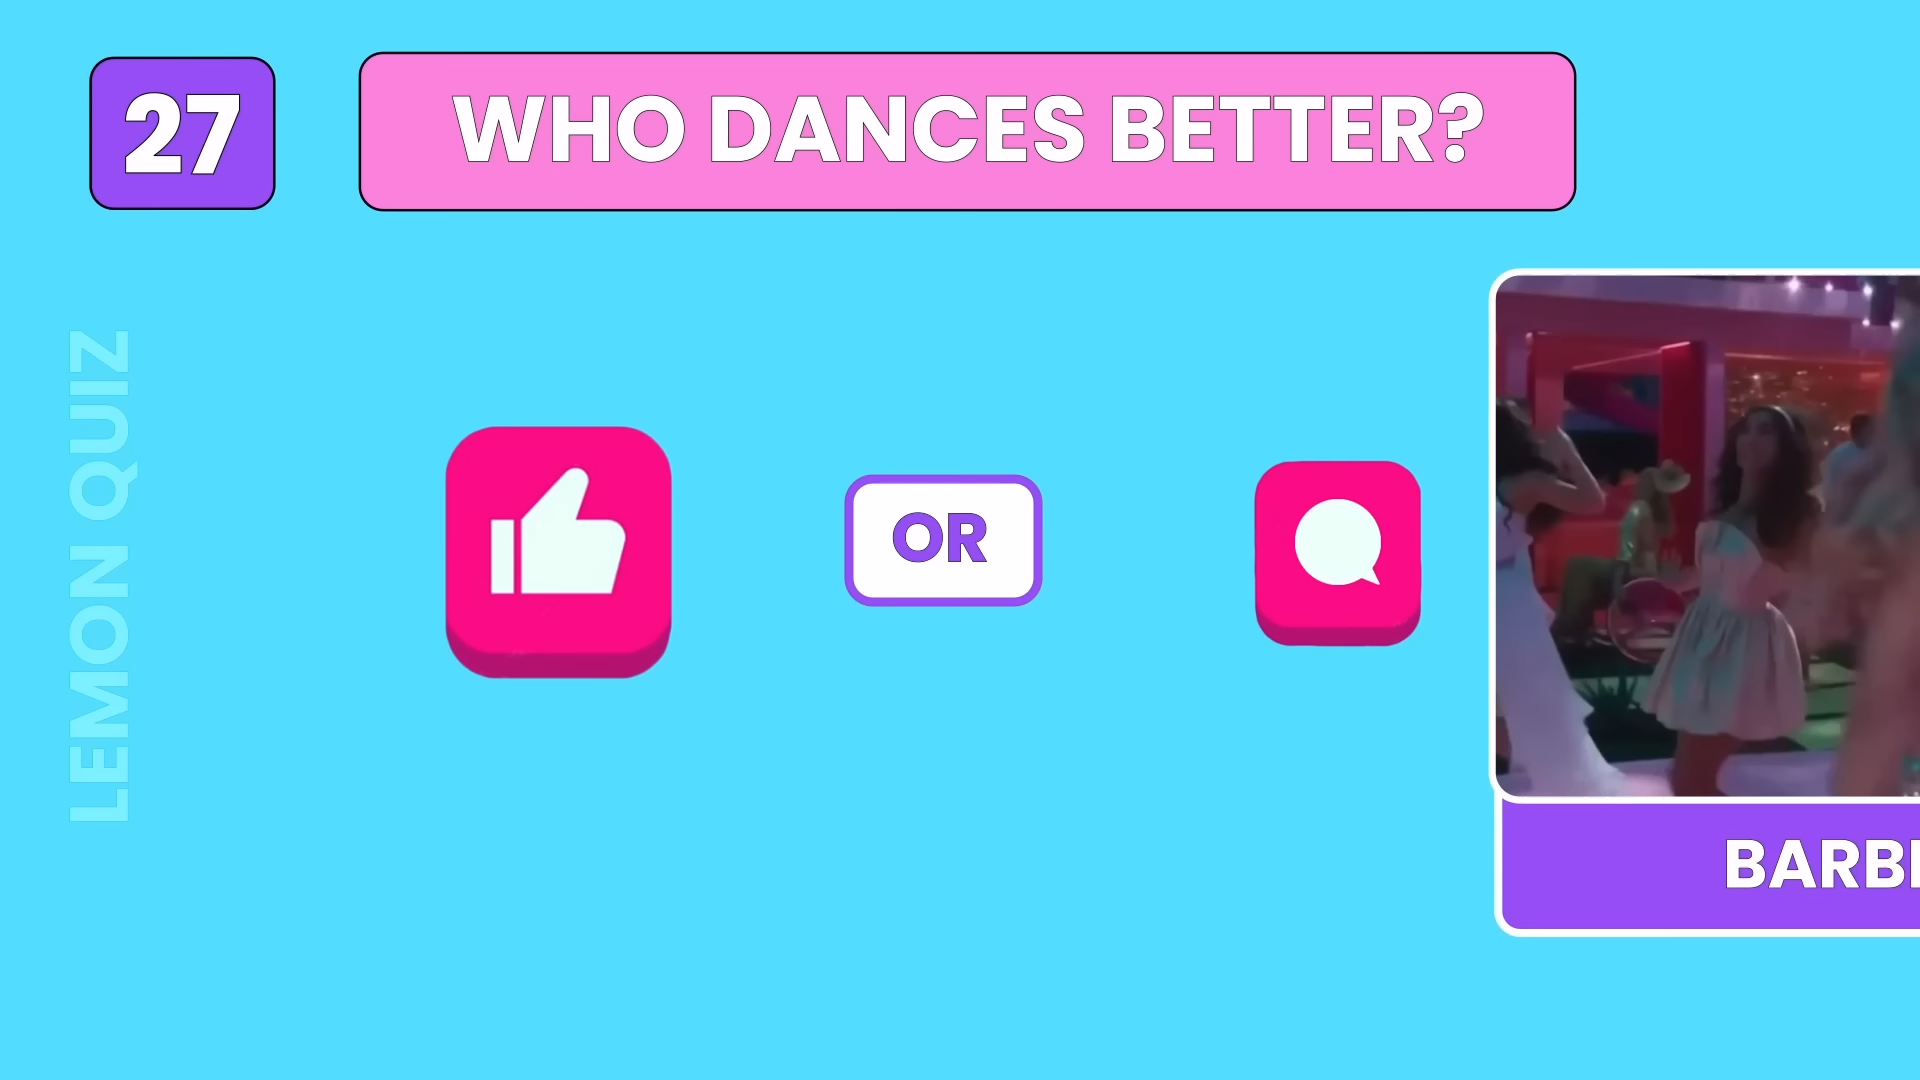 27
WHO DANCES BETTER?
LEMON QUIZ
OR
BARB